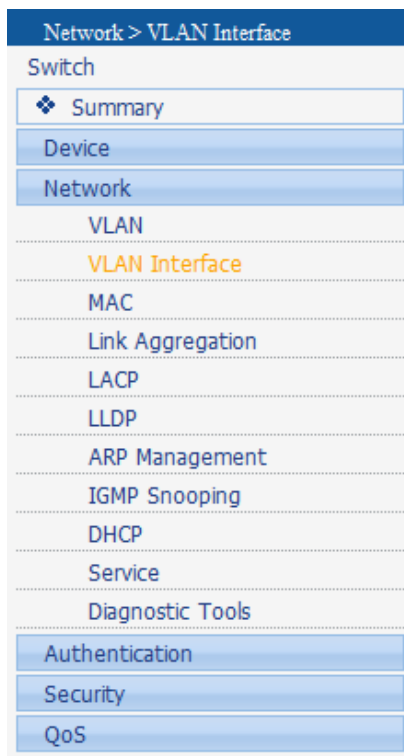 Network > VLAN Interface
Switch
Summary
Device
Network
VLAN
VLAN Interface
MAC
Link Aggregation
LACP
LLDP
ARP Management
IGMP Snooping
DHCP
Service
Diagnostic Tools
Authentication
Security
QoS